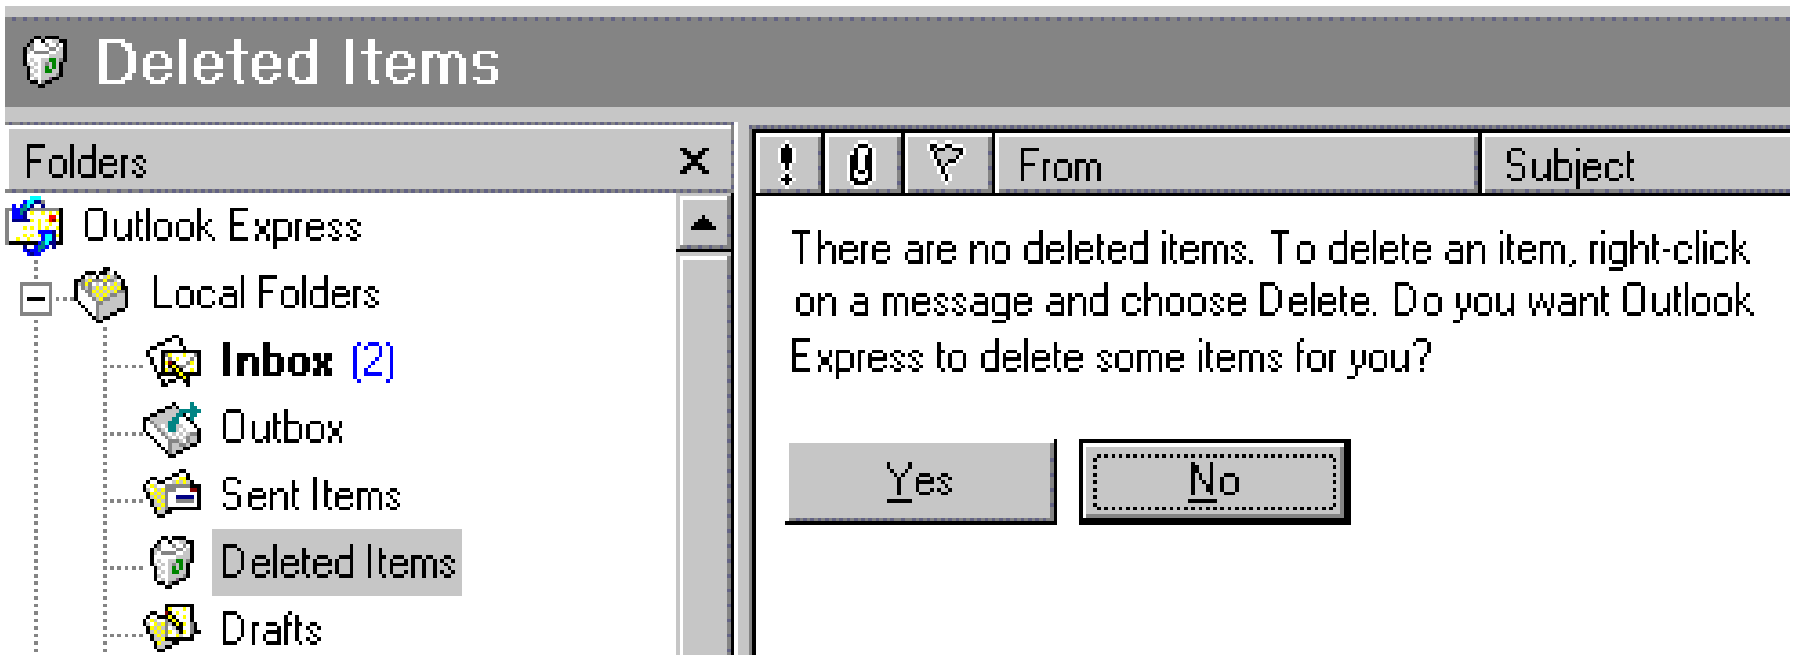 Deleted Items
Folders
Outlook Express
Local Folders
Inbox (2)
Outbox
Sent Items
Deleted Items
Drafts
From Subject
There are no deleted items. To delete an item, right-click
on a message and choose Delete. Do you want Outlook
Express to delete some items for you?
Yes No